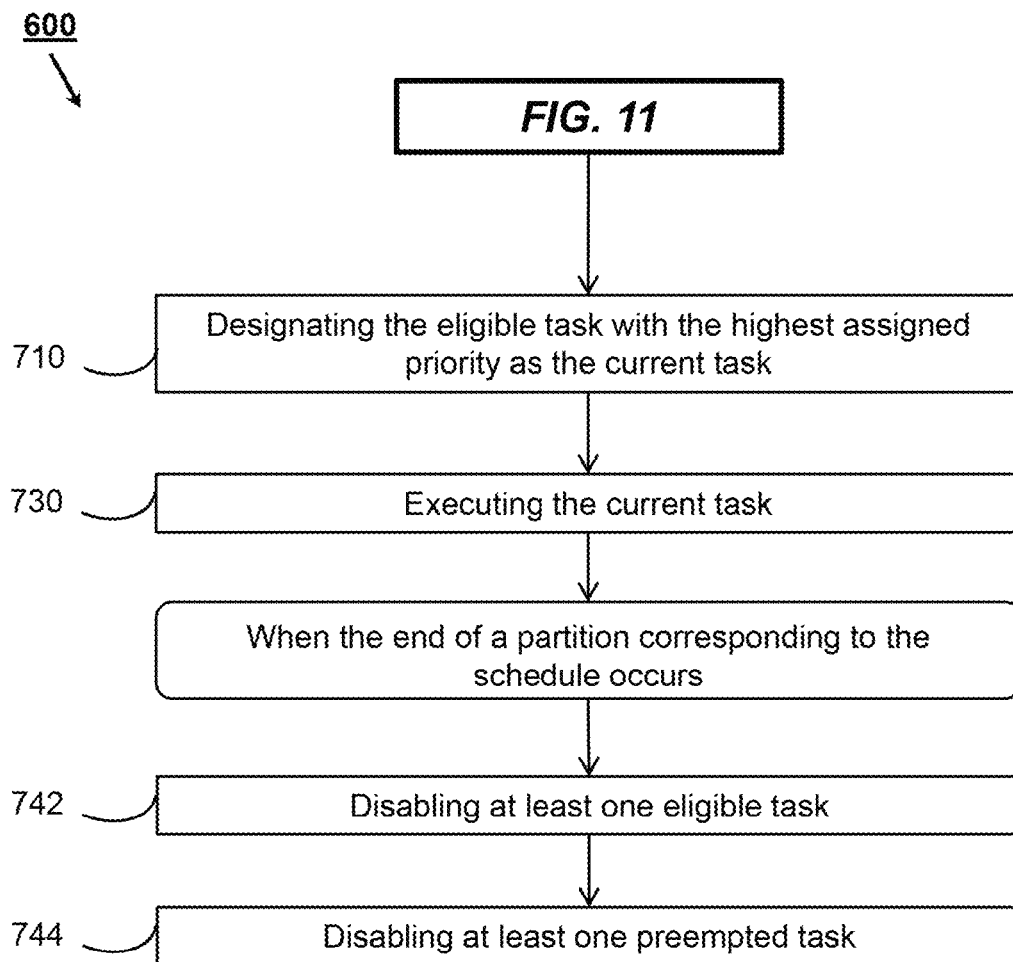 600
FIG. 11
710
Designating the eligible task with the highest assigned
priority as the current task
730
Executing the current task
When the end of a partition corresponding to the
schedule occurs
742
Disabling at least one eligible task
744
Disabling at least one preempted task